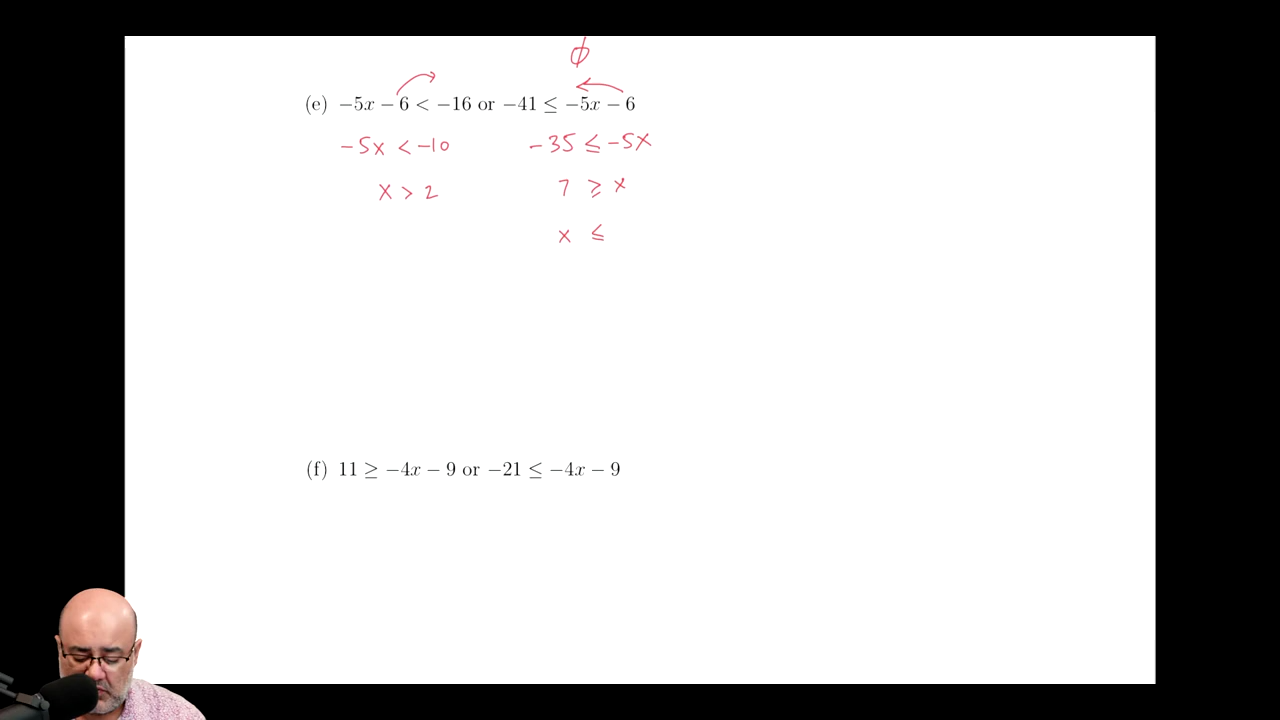 ϕ
(e) −5x − 6 < −16 or −41 ≤ −5x − 6
-5x < -10 -35 ≤ -5x
x > 2 7 ≥ x
x ≤
(f) 11 ≥ −4x − 9 or −21 ≤ −4x − 9